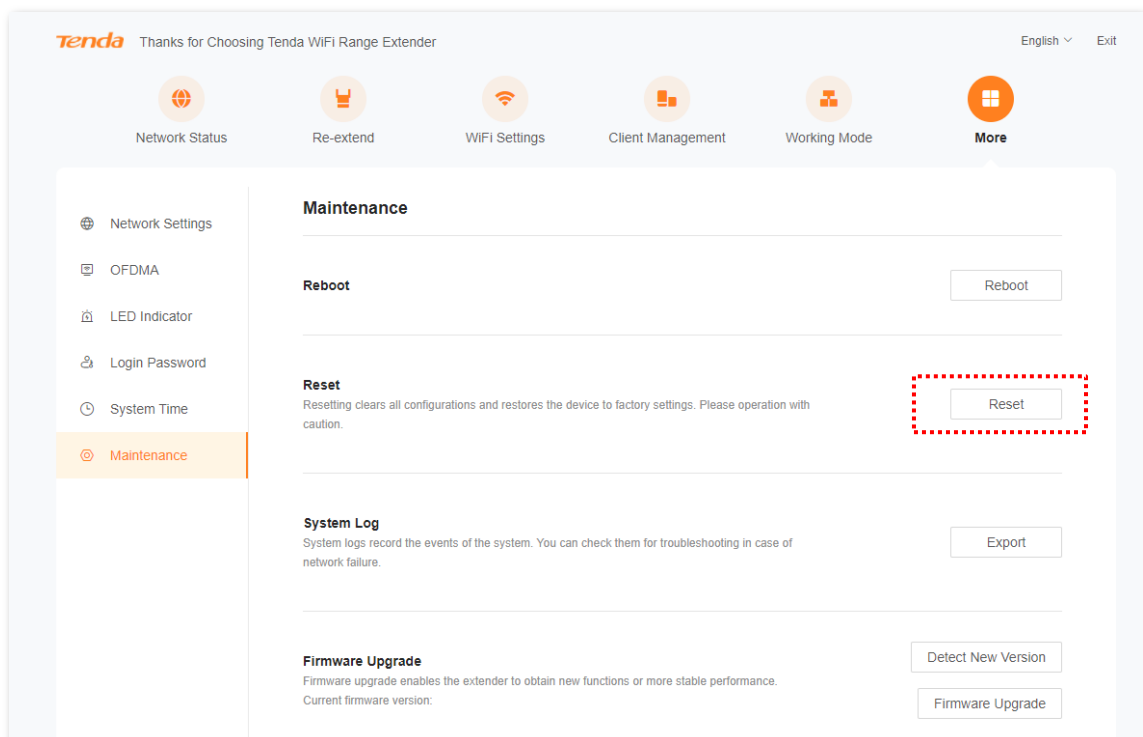 Tenda Thanks for Choosing Tenda WiFi Range Extender English Exit
Network Status Re-extend WiFi Settings Client Management Working Mode More
Network Settings
OFDMA
LED Indicator
Login Password
System Time
Maintenance
Maintenance
Reboot Reboot
Reset
Resetting clears all configurations and restores the device to factory settings. Please operation with
caution.
Reset
System Log
System logs record the events of the system. You can check them for troubleshooting in case of
network failure.
Export
Firmware Upgrade
Firmware upgrade enables the extender to obtain new functions or more stable performance.
Current firmware version:
Detect New Version
Firmware Upgrade